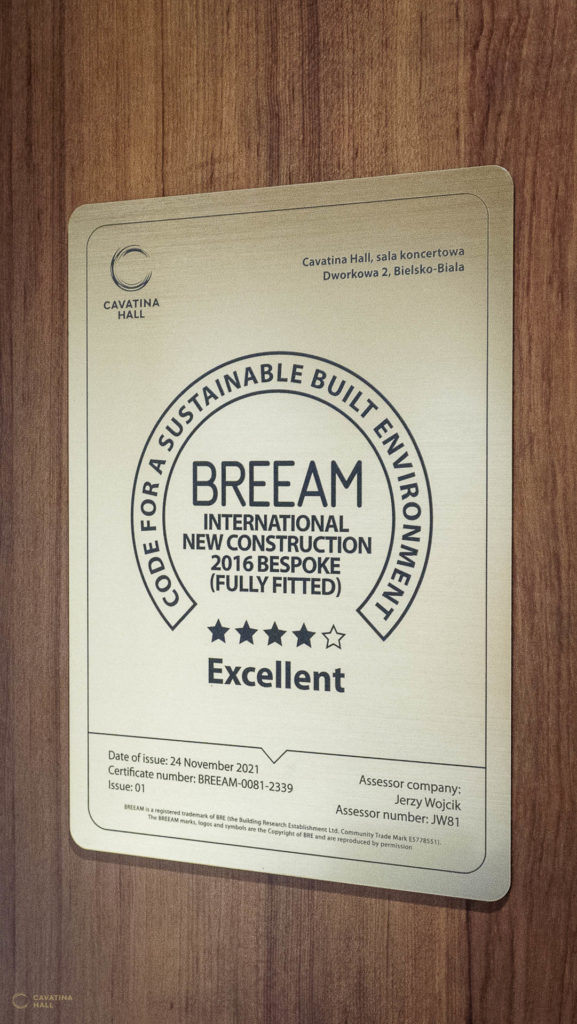 CAVATINA
HALL
Cavatina Hall, sala koncertowa
Dworkowa 2, Bielsko-Biala
CODE FOR A SUSTAINABLE BUILT ENVIRONMENT
BREEAM
INTERNATIONAL
NEW CONSTRUCTION
2016 BESPOKE
(FULLY FITTED)
Excellent
Date of issue: 24 November 2021
Certificate number: BREEAM-0081-2339
Issue: 01
Assessor company:
Jerzy Wojcik
Assessor number: JW81
BREEAM is a registered trademark of BRE (the Building Research Establishment Ltd. Community Trade Mark E5778551).
The BREEAM marks, logos and symbols are the Copyright of BRE and are reproduced by permission
CAVATINA
HALL